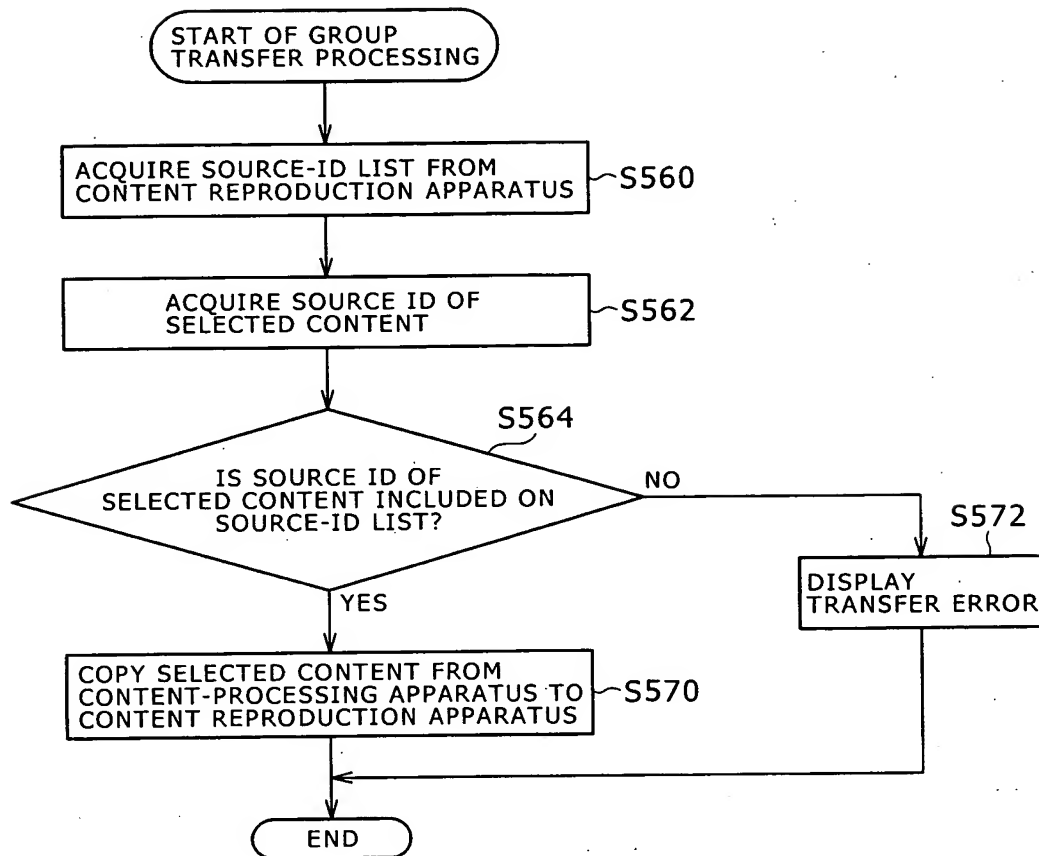 START OF GROUP
TRANSFER PROCESSING
ACQUIRE SOURCE-ID LIST FROM
CONTENT REPRODUCTION APPARATUS
S560
ACQUIRE SOURCE ID OF
SELECTED CONTENT
S562
S564
IS SOURCE ID OF
SELECTED CONTENT INCLUDED ON
SOURCE-ID LIST?
NO
YES
S572
DISPLAY
TRANSFER ERROR
COPY SELECTED CONTENT FROM
CONTENT-PROCESSING APPARATUS TO
CONTENT REPRODUCTION APPARATUS
S570
END